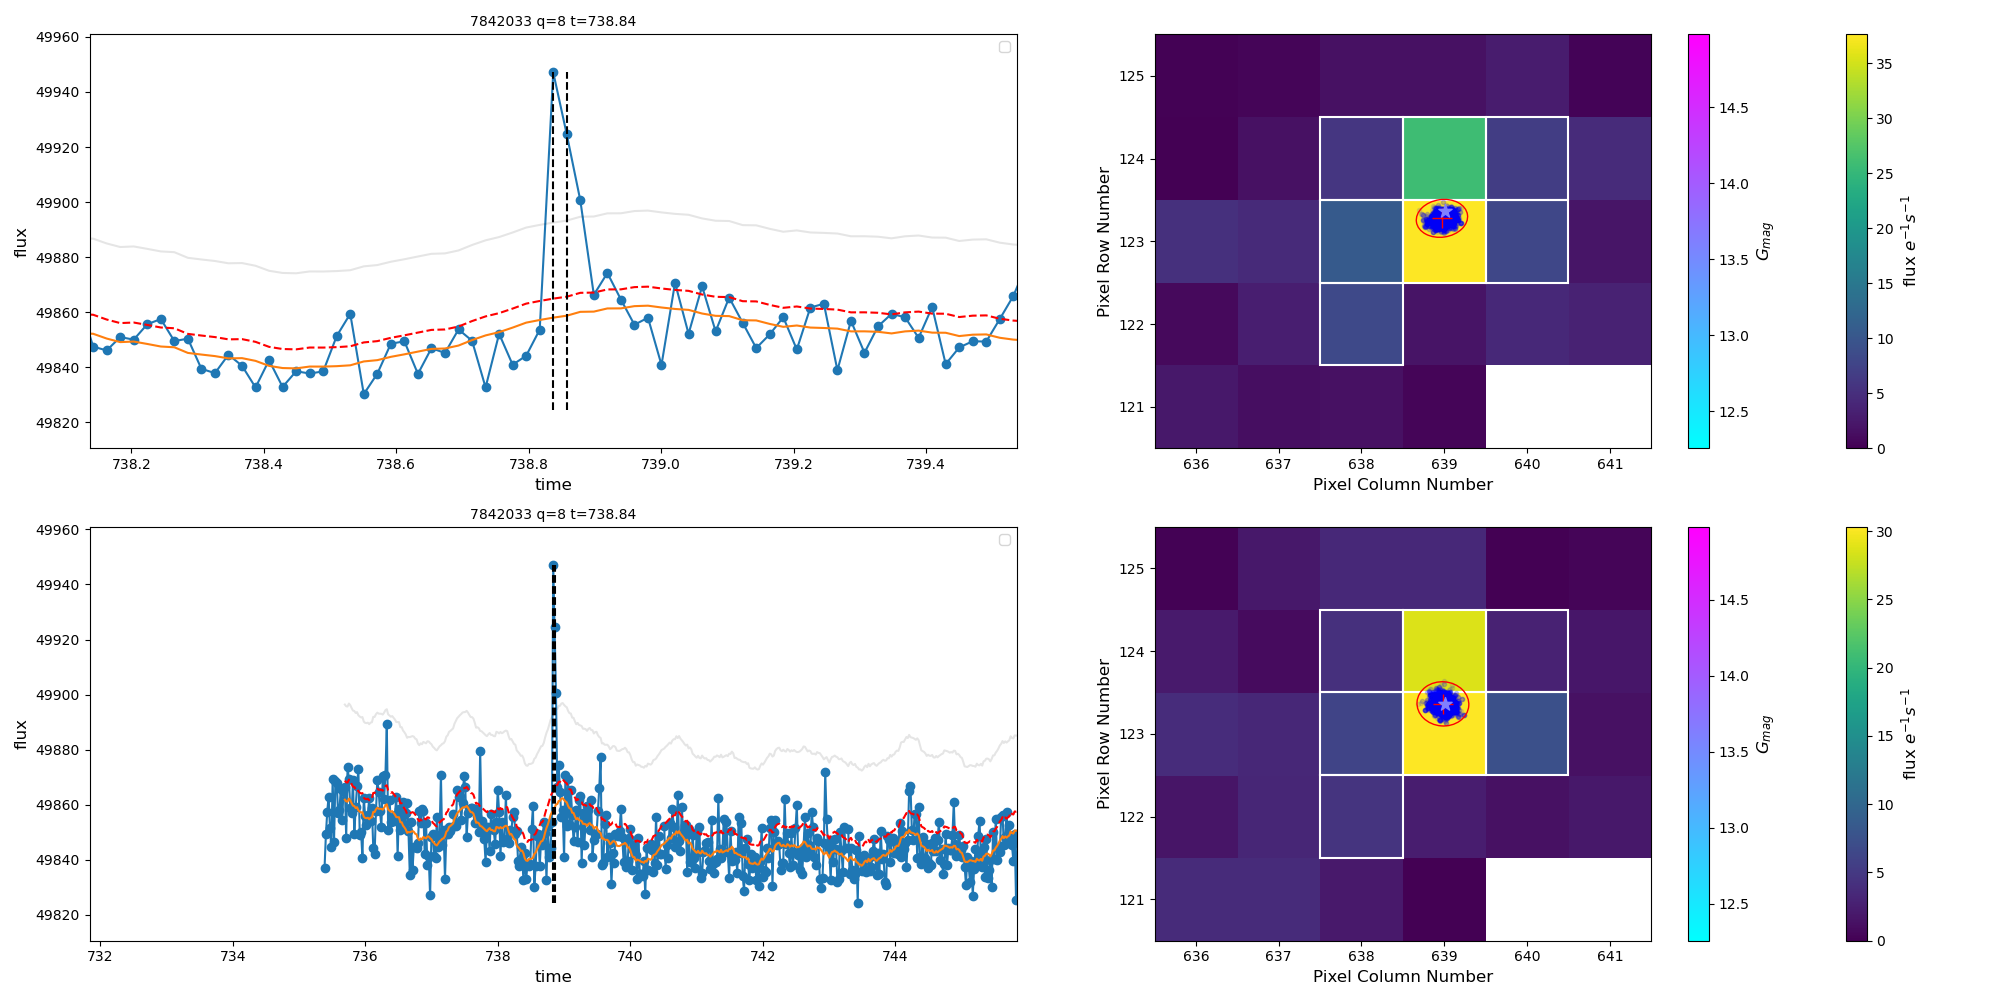 7842033 q=8 t=738.84
49960
49940
49920
49900
49880
49860
49840
49820
flux
738.2 738.4 738.6 738.8 739.0 739.2 739.4
time
125
124
123
122
121
Pixel Row Number
636 637 638 639 640 641
Pixel Column Number
14.5
14.0
13.5
13.0
12.5
G_mag
35
30
25
20
15
10
5
0
flux e⁻¹s⁻¹
7842033 q=8 t=738.84
49960
49940
49920
49900
49880
49860
49840
49820
flux
732 734 736 738 740 742 744
time
125
124
123
122
121
Pixel Row Number
636 637 638 639 640 641
Pixel Column Number
14.5
14.0
13.5
13.0
12.5
G_mag
30
25
20
15
10
5
0
flux e⁻¹s⁻¹